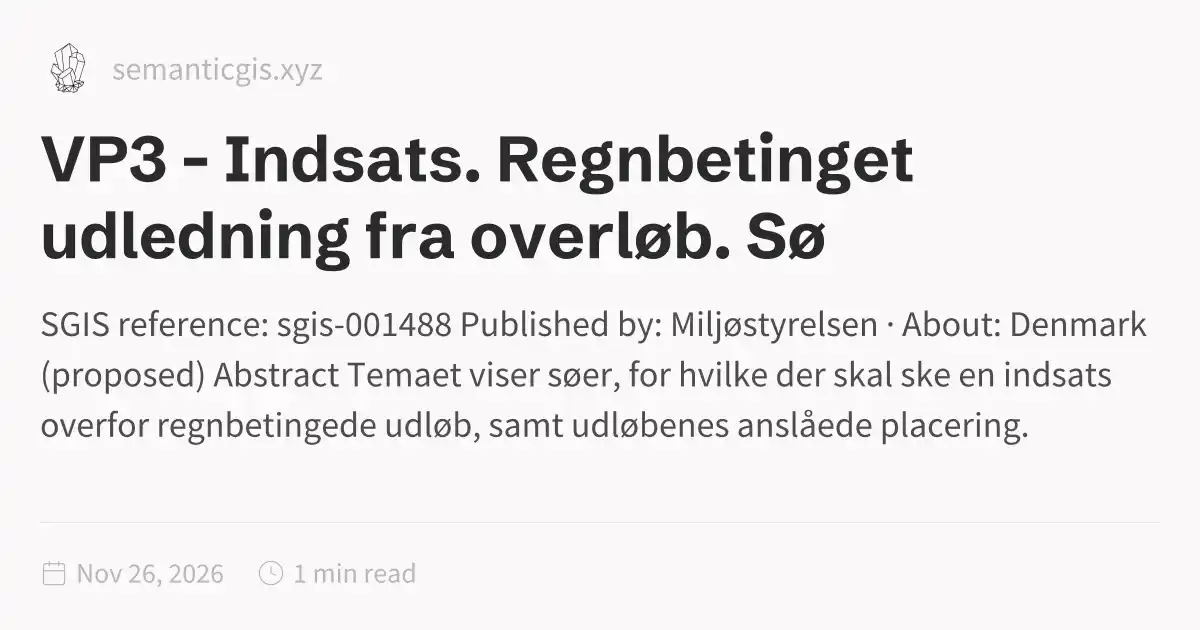 semanticgis.xyz
VP3 - Indsats. Regnbetinget
udledning fra overløb. Sø
SGIS reference: sgis-001488 Published by: Miljøstyrelsen · About: Denmark
(proposed) Abstract Temaet viser søer, for hvilke der skal ske en indsats
overfor regnbetingede udløb, samt udløbenes anslåede placering.
Nov 26, 2026 1 min read